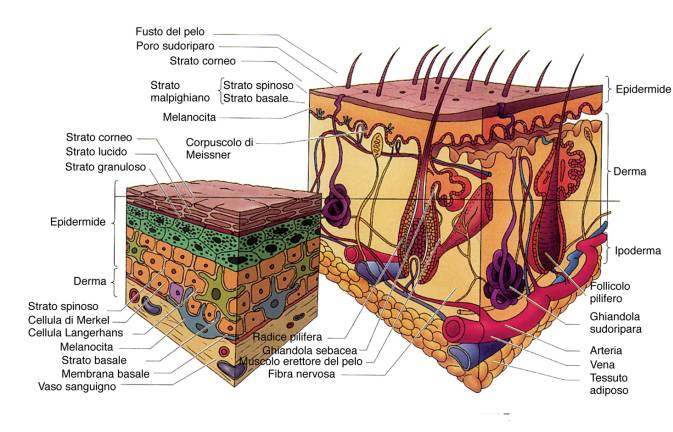 Fusto del pelo
Poro sudoriparo
Strato corneo
Strato malpighiano
Strato spinoso
Strato basale
Melanocita
Corpuscolo di
Meissner
Strato corneo
Strato lucido
Strato granuloso
Epidermide
Derma
Strato spinoso
Cellula di Merkel
Cellula Langerhans
Melanocita
Strato basale
Membrana basale
Vaso sanguigno
Radice pilifera
Ghiandola sebacea
Muscolo erettore del pelo
Fibra nervosa
Epidermide
Derma
Ipoderma
Follicolo
pilifero
Ghiandola
sudoripara
Arteria
Vena
Tessuto
adiposo